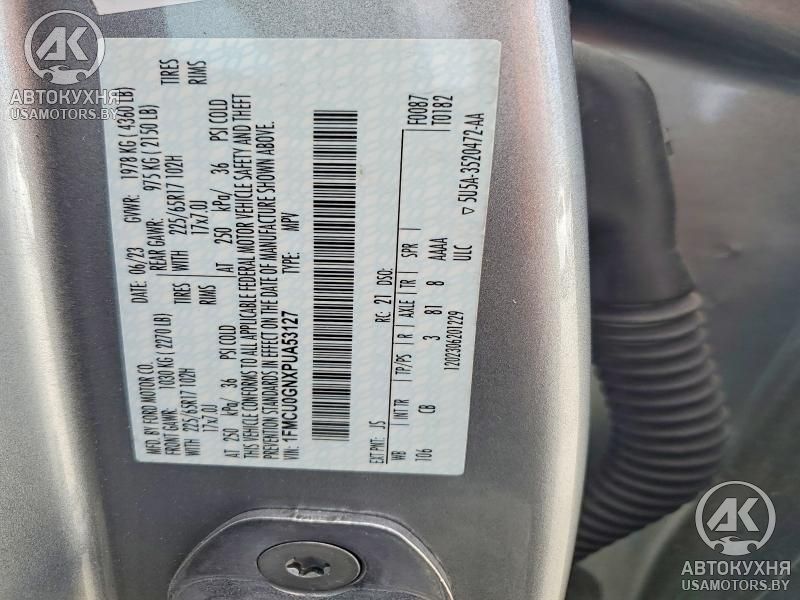 AK
АВТОКУХНЯ
USAMOTORS.BY
MFD. BY FORD MOTOR CO. DATE: 06/23 GVWR: 1978 KG (4360 LB)
FRONT GAWR: 1030 KG (2270 LB) REAR GAWR: 975 KG (2150 LB)
WITH 225/65R17 102H TIRES WITH 225/65R17 102H TIRES
17x7.0J RIMS 17x7.0J RIMS
AT 250 kPa/ 36 PSI COLD AT 250 kPa/ 36 PSI COLD
THIS VEHICLE CONFORMS TO ALL APPLICABLE FEDERAL MOTOR VEHICLE SAFETY AND THEFT
PREVENTION STANDARDS IN EFFECT ON THE DATE OF MANUFACTURE SHOWN ABOVE.
VIN: 1FMCU0GNXPUA53127 TYPE: MPV
F0087
T0182
EXT PNT: JS RC: 21 DSO:
WB INT TR TP/PS R AXLE TR SPR
106 CB 3 81 8 AAAAA
1202306201229 ULC
▽ 5U5A-3520472-AA
AK
АВТОКУХНЯ
USAMOTORS.BY